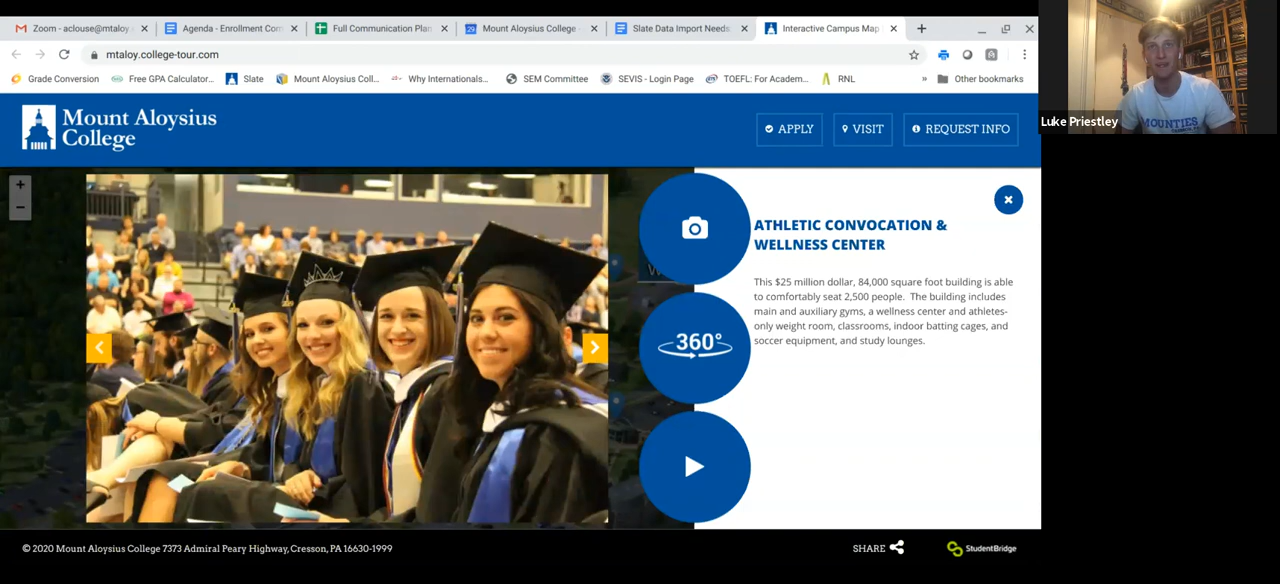 Zoom - aclouse@mtaloy
Agenda - Enrollment Com
Full Communication Plan
Mount Aloysius College
Slate Data Import Needs
Interactive Campus Map
mtaloy.college-tour.com
Grade Conversion
Free GPA Calculator...
Slate
Mount Aloysius Coll...
Why Internationals...
SEM Committee
SEVIS - Login Page
TOEFL: For Academ...
RNL
»
Other bookmarks
Luke Priestley
MOUNTIES
Mount Aloysius
College
APPLY
VISIT
REQUEST INFO
+
−
360°
ATHLETIC CONVOCATION &
WELLNESS CENTER
This $25 million dollar, 84,000 square foot building is able
to comfortably seat 2,500 people. The building includes
main and auxiliary gyms, a wellness center and athletes-
only weight room, classrooms, indoor batting cages, and
soccer equipment, and study lounges.
© 2020 Mount Aloysius College 7373 Admiral Peary Highway, Cresson, PA 16630-1999
SHARE
StudentBridge